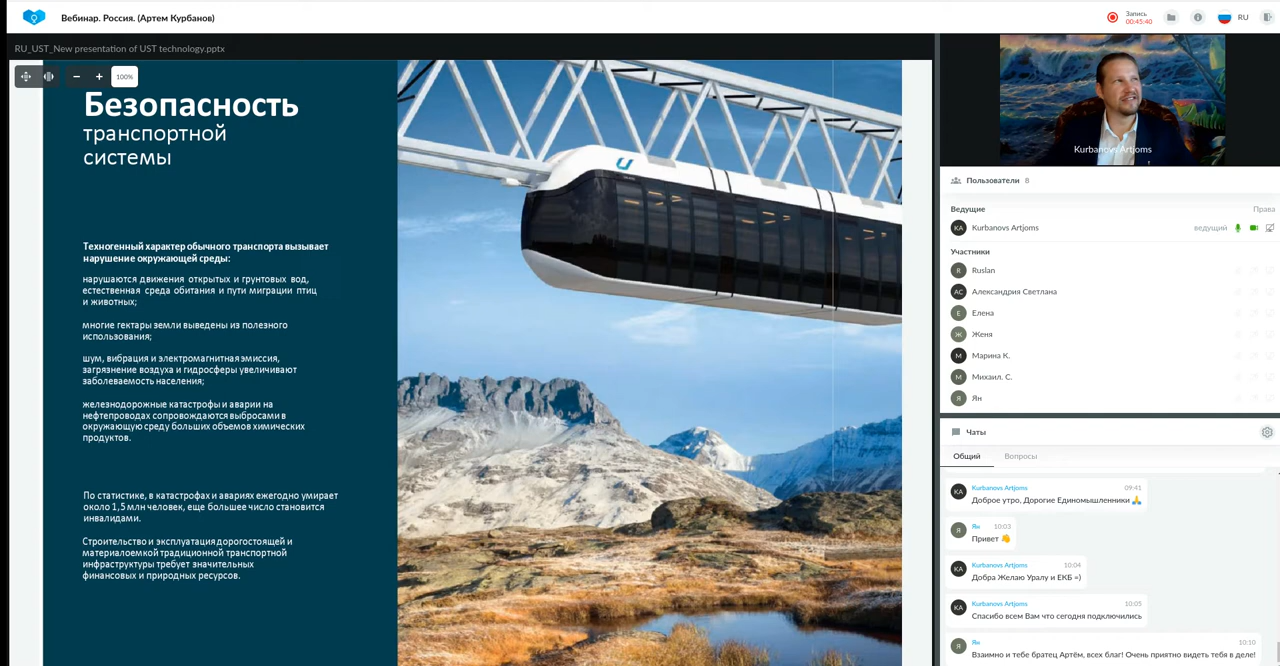 Вебинар. Россия. (Артем Курбанов)
Запись
00:45:40
RU
RU_UST_New presentation of UST technology.pptx
100%
Безопасность
транспортной
системы
Техногенный характер обычного транспорта вызывает
нарушение окружающей среды:
нарушаются движения открытых и грунтовых вод,
естественная среда обитания и пути миграции птиц
и животных;
многие гектары земли выведены из полезного
использования;
шум, вибрация и электромагнитная эмиссия,
загрязнение воздуха и гидросферы увеличивают
заболеваемость населения;
железнодорожные катастрофы и аварии на
нефтепроводах сопровождаются выбросами в
окружающую среду больших объемов химических
продуктов.
По статистике, в катастрофах и авариях ежегодно умирает
около 1,5 млн человек, еще большее число становится
инвалидами.
Строительство и эксплуатация дорогостоящей и
материалоемкой традиционной транспортной
инфраструктуры требует значительных
финансовых и природных ресурсов.
Kurbanovs Artjoms
Пользователи 8
Ведущие Права
KA Kurbanovs Artjoms ведущий
Участники
R Ruslan
АС Александрия Светлана
Е Елена
Ж Женя
М Марина К.
М Михаил. С.
Я Ян
Чаты
Общий Вопросы
KA Kurbanovs Artjoms 09:41
Доброе утро, Дорогие Единомышленники 🙏
Я Ян 10:03
Привет 👋
KA Kurbanovs Artjoms 10:04
Добра Желаю Уралу и ЕКБ =)
KA Kurbanovs Artjoms 10:05
Спасибо всем Вам что сегодня подключились
Я Ян 10:10
Взаимно и тебе братец Артём, всех благ! Очень приятно видеть тебя в деле!